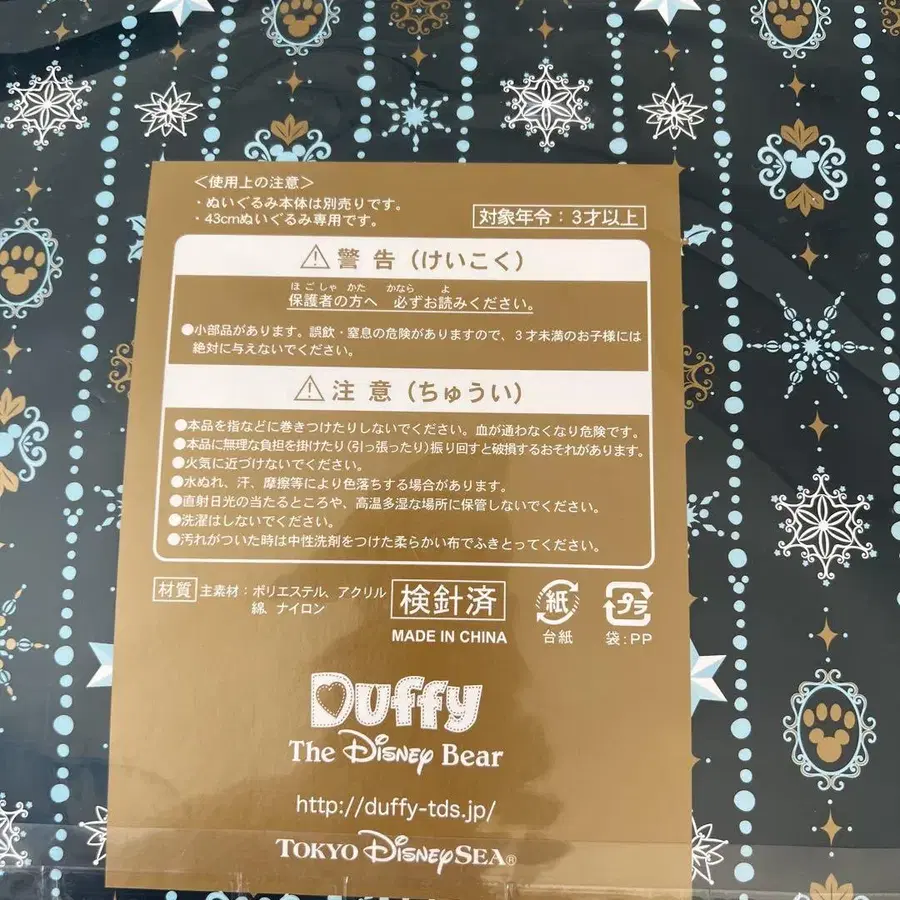 ＜使用上の注意＞
・ぬいぐるみ本体は別売りです。
・43cmぬいぐるみ専用です。
対象年令：3才以上
⚠警告（けいこく）
ほごしゃ かた かなら よ
保護者の方へ 必ずお読みください。
●小部品があります。誤飲・窒息の危険がありますので、3才未満のお子様には
絶対に与えないでください。
⚠注意（ちゅうい）
●本品を指などに巻きつけたりしないでください。血が通わなくなり危険です。
●本品に無理な負担を掛けたり（引っ張ったり）振り回すと破損するおそれがあります。
●火気に近づけないでください。
●水ぬれ、汗、摩擦等により色落ちする場合があります。
●直射日光の当たるところや、高温多湿な場所に保管しないでください。
●洗濯はしないでください。
●汚れがついた時は中性洗剤をつけた柔らかい布でふきとってください。
材質 主素材：ポリエステル、アクリル
綿、ナイロン
検針済
MADE IN CHINA
紙
台紙
プラ
袋：PP
Duffy
The Disney Bear
http://duffy-tds.jp/
TOKYO DISNEYSEA®